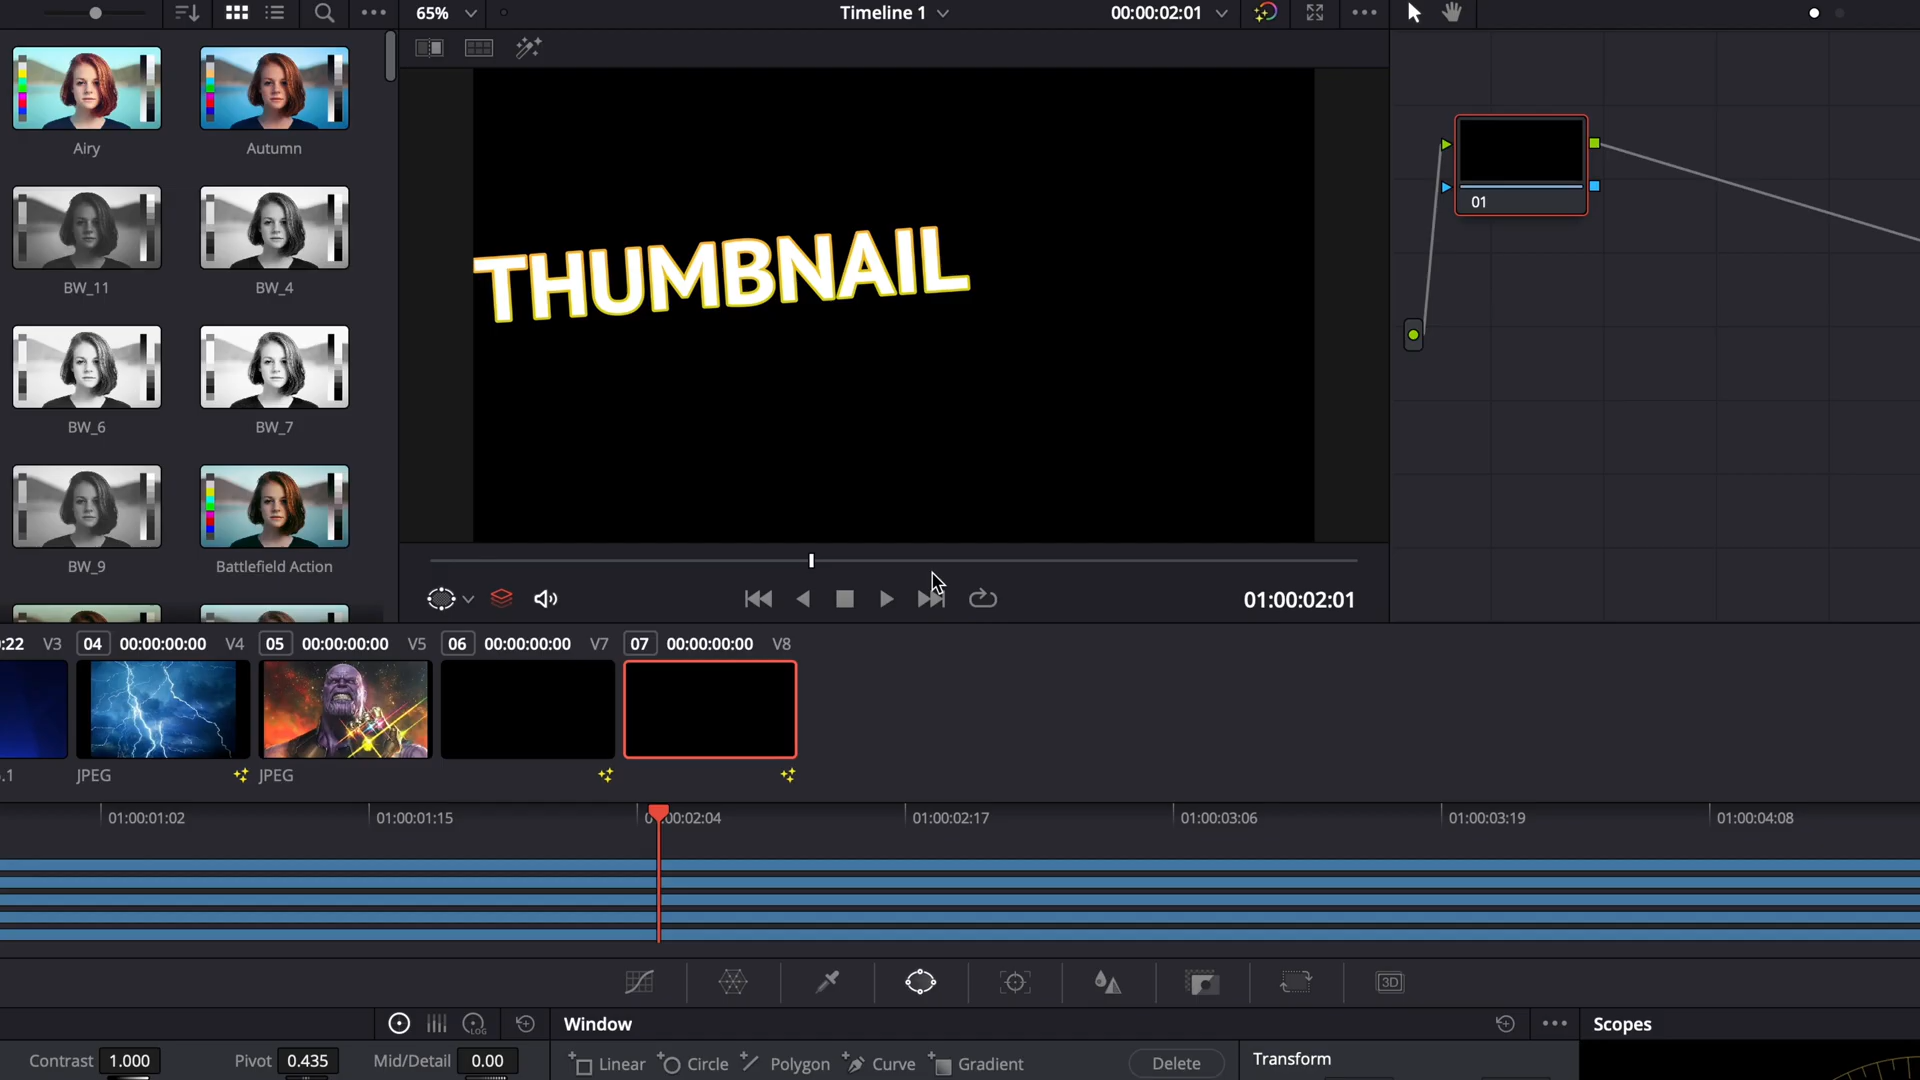 65%
Timeline 1
00:00:02:01
Airy
Autumn
BW_11
BW_4
BW_6
BW_7
BW_9
Battlefield Action
THUMBNAIL
01
01:00:02:01
:22 V3 04 00:00:00:00 V4 05 00:00:00:00 V5 06 00:00:00:00 V7 07 00:00:00:00 V8
.1 JPEG JPEG
01:00:01:02 01:00:01:15 00:02:04 01:00:02:17 01:00:03:06 01:00:03:19 01:00:04:08
3D
LOG
Window
Scopes
Contrast 1.000 Pivot 0.435 Mid/Detail 0.00
Linear Circle Polygon Curve Gradient Delete
Transform